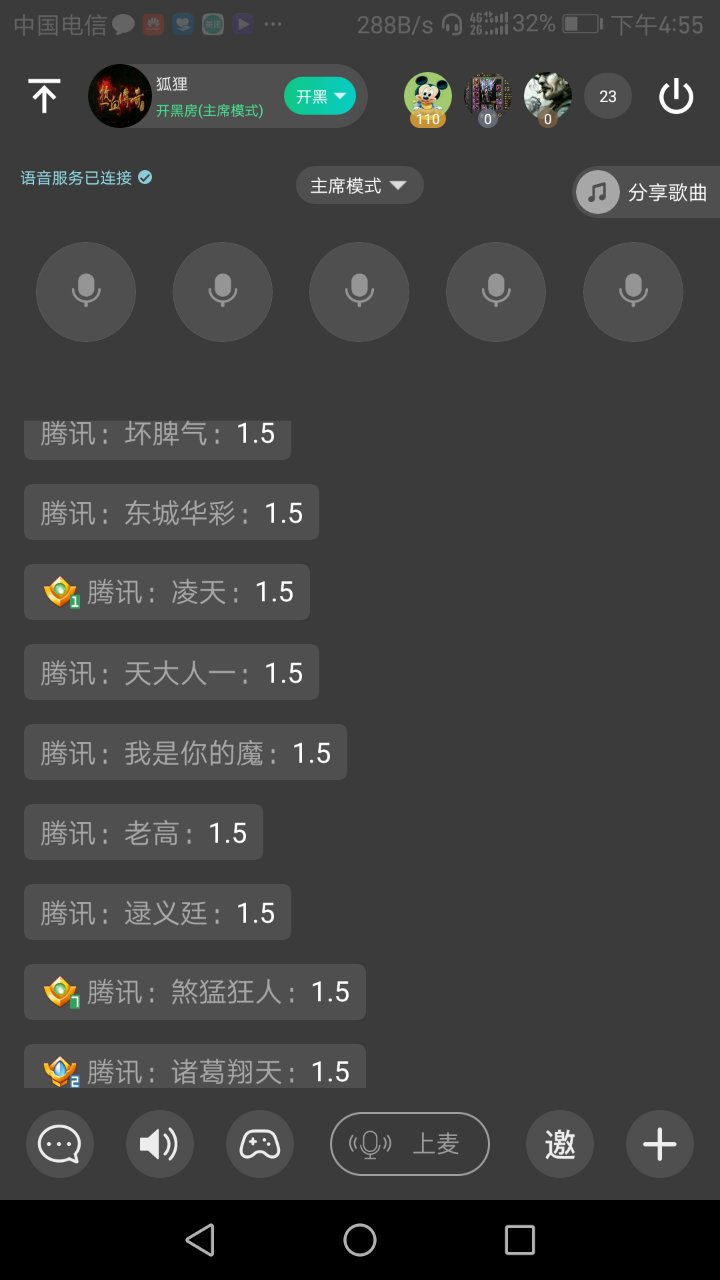 中国电信 288B/s 4G 2G 32% 下午4:55
狐狸
开黑房(主席模式)
开黑
110 0 0 23
语音服务已连接
主席模式
分享歌曲
腾讯：坏脾气：1.5
腾讯：东城华彩：1.5
1 腾讯：凌天：1.5
腾讯：天大人一：1.5
腾讯：我是你的魔：1.5
腾讯：老高：1.5
腾讯：逯义廷：1.5
7 腾讯：煞猛狂人：1.5
2 腾讯：诸葛翔天：1.5
上麦
邀